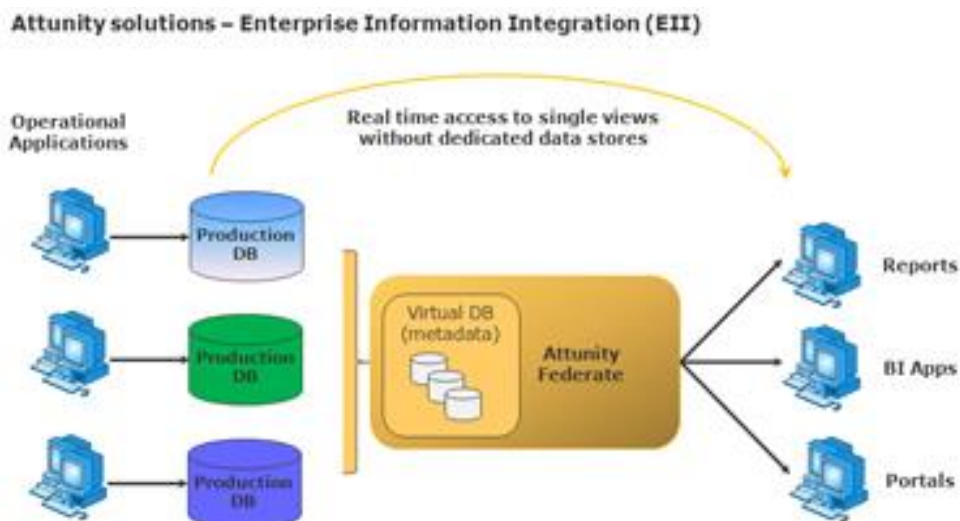 Attunity solutions – Enterprise Information Integration (EII)
Real time access to single views
without dedicated data stores
Operational
Applications
Production
DB
Production
DB
Production
DB
Virtual DB
(metadata)
Attunity
Federate
Reports
BI Apps
Portals